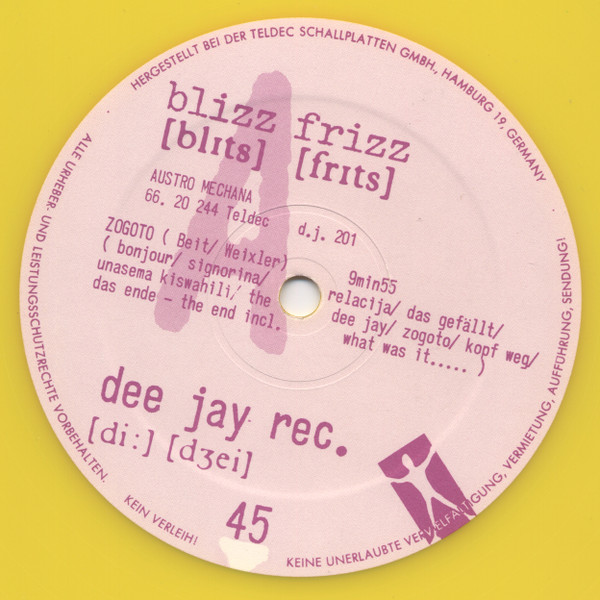 HERGESTELLT BEI DER TELDEC SCHALLPLATTEN GMBH, HAMBURG 19, GERMANY
A
blizz frizz
[blɪts] [frɪts]
AUSTRO MECHANA
66. 20 244 Teldec
d.j. 201
ZOGOTO ( Beit/ Weixler)
( bonjour/ signorina/
unasema kiswahili/ the
das ende - the end incl.
9min55
relacija/ das gefällt/
dee jay/ zogoto/ kopf weg/
what was it..... )
dee jay rec.
[di:] [dʒei]
45
ALLE URHEBER- UND LEISTUNGSSCHUTZRECHTE VORBEHALTEN.
KEIN VERLEIH!
KEINE UNERLAUBTE VERVIELFÄLTIGUNG, VERMIETUNG, AUFFÜHRUNG, SENDUNG!